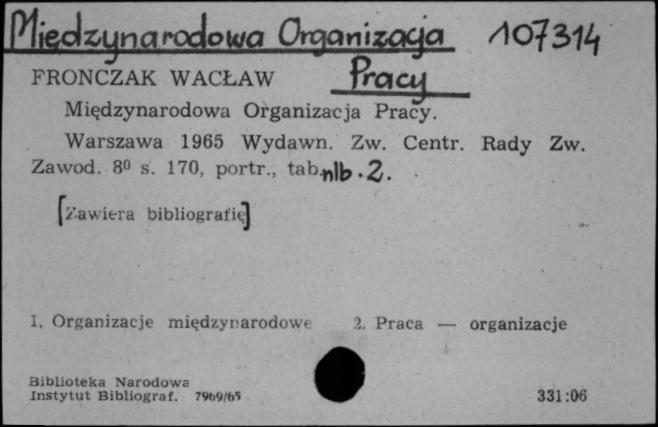 Międzynarodowa Organizacja 107314
Pracy
FRONCZAK WACŁAW
Międzynarodowa Organizacja Pracy.
Warszawa 1965 Wydawn. Zw. Centr. Rady Zw.
Zawod. 8⁰ s. 170, portr., tab. nlb. 2.
[Zawiera bibliografię]
1. Organizacje międzynarodowe 2. Praca — organizacje
Biblioteka Narodowa
Instytut Bibliograf. 7969/65 331:06